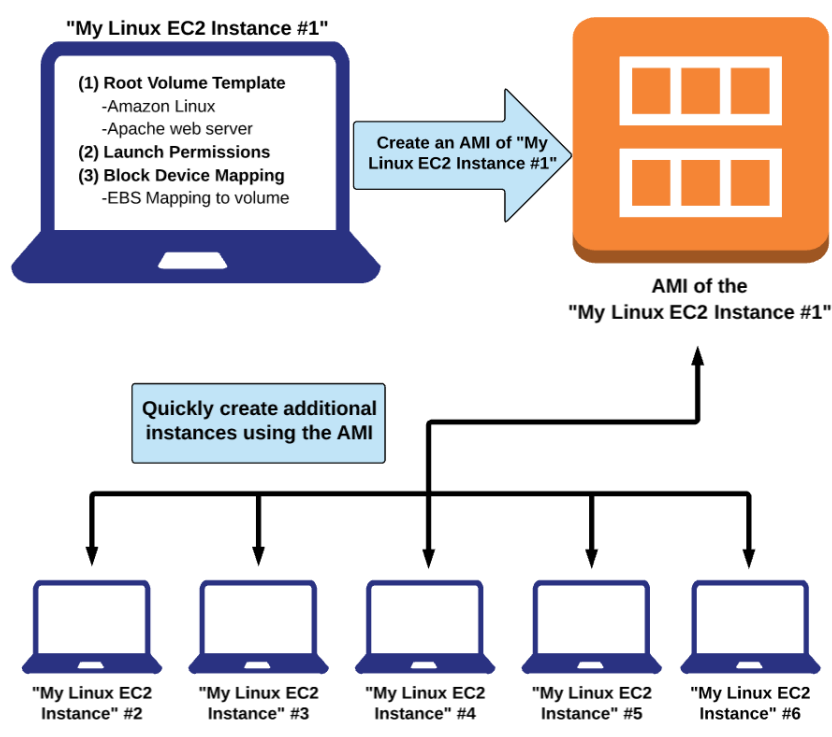 "My Linux EC2 Instance #1"
(1) Root Volume Template
-Amazon Linux
-Apache web server
(2) Launch Permissions
(3) Block Device Mapping
-EBS Mapping to volume
Create an AMI of "My
Linux EC2 Instance #1"
AMI of the
"My Linux EC2 Instance #1"
Quickly create additional
instances using the AMI
"My Linux EC2
Instance" #2
"My Linux EC2
Instance" #3
"My Linux EC2
Instance" #4
"My Linux EC2
Instance" #5
"My Linux EC2
Instance" #6